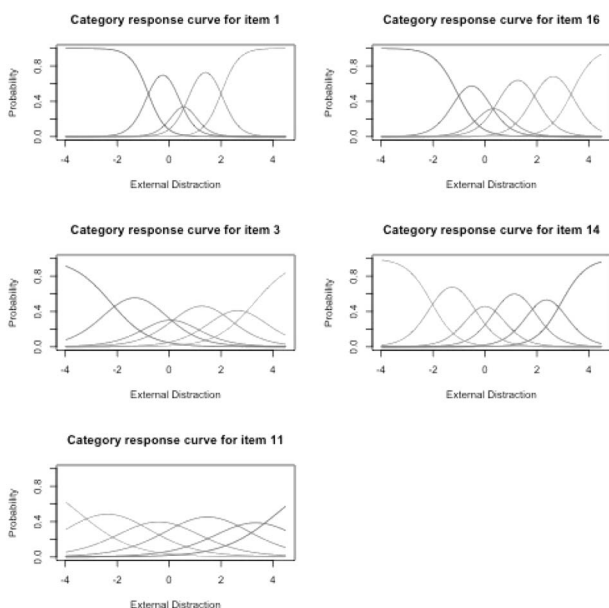 Category response curve for item 1
Probability
0.0 0.4 0.8
-4 -2 0 2 4
External Distraction
Category response curve for item 16
Probability
0.0 0.4 0.8
-4 -2 0 2 4
External Distraction
Category response curve for item 3
Probability
0.0 0.4 0.8
-4 -2 0 2 4
External Distraction
Category response curve for item 14
Probability
0.0 0.4 0.8
-4 -2 0 2 4
External Distraction
Category response curve for item 11
Probability
0.0 0.4 0.8
-4 -2 0 2 4
External Distraction